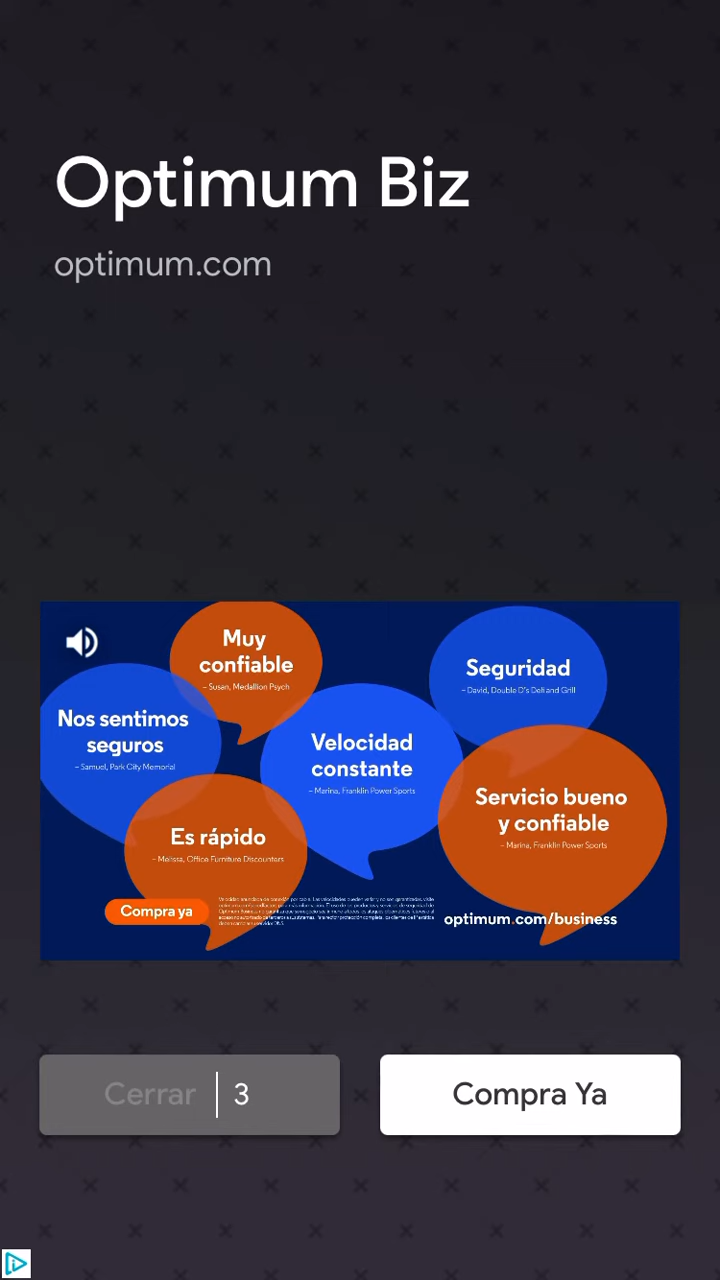 Optimum Biz
optimum.com
Muy
confiable
– Susan, Medallion Psych
Seguridad
– David, Double D's Deli and Grill
Nos sentimos
seguros
– Samuel, Park City Memorial
Velocidad
constante
– Marina, Franklin Power Sports
Servicio bueno
y confiable
– Marina, Franklin Power Sports
Es rápido
– Melissa, Office Furniture Discounters
Compra ya
optimum.com/business
Cerrar | 3
Compra Ya